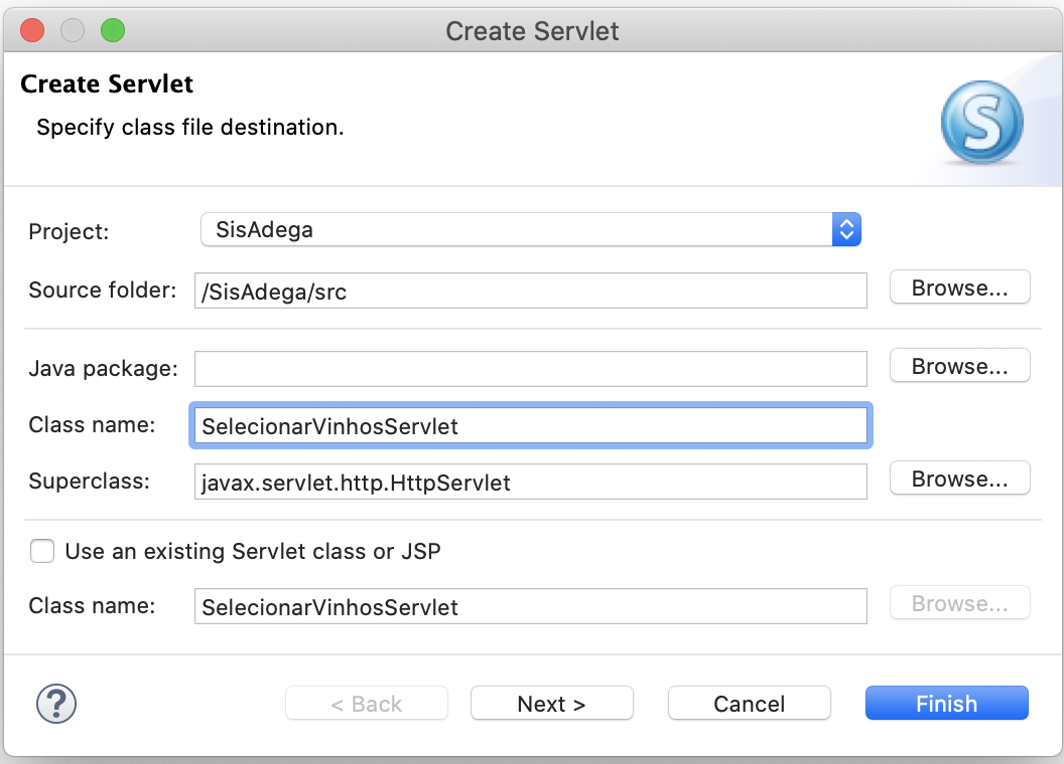 Create Servlet
Create Servlet
Specify class file destination.
S
Project: SisAdega
Source folder: /SisAdega/src Browse...
Java package: Browse...
Class name: SelecionarVinhosServlet
Superclass: javax.servlet.http.HttpServlet Browse...
Use an existing Servlet class or JSP
Class name: SelecionarVinhosServlet Browse...
? < Back Next > Cancel Finish